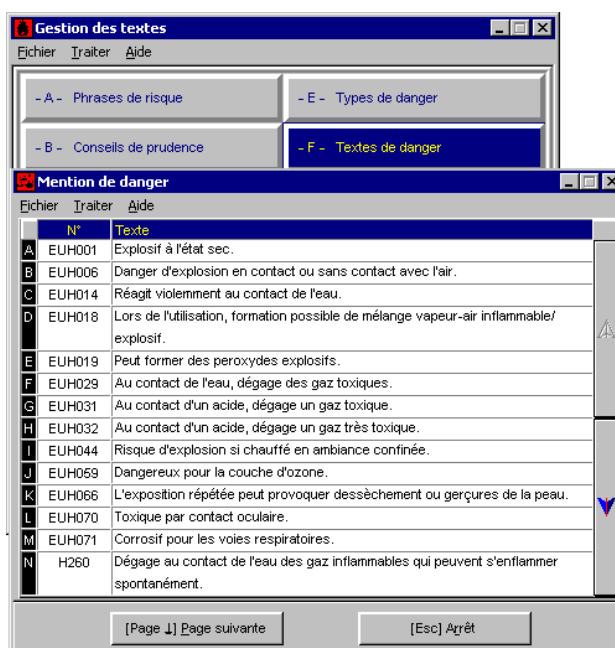 Gestion des textes
Fichier Traiter Aide
- A - Phrases de risque
- E - Types de danger
- B - Conseils de prudence
- F - Textes de danger
Mention de danger
Fichier Traiter Aide
N° Texte
A EUH001 Explosif à l'état sec.
B EUH006 Danger d'explosion en contact ou sans contact avec l'air.
C EUH014 Réagit violemment au contact de l'eau.
D EUH018 Lors de l'utilisation, formation possible de mélange vapeur-air inflammable/
explosif.
E EUH019 Peut former des peroxydes explosifs.
F EUH029 Au contact de l'eau, dégage des gaz toxiques.
G EUH031 Au contact d'un acide, dégage un gaz toxique.
H EUH032 Au contact d'un acide, dégage un gaz très toxique.
I EUH044 Risque d'explosion si chauffé en ambiance confinée.
J EUH059 Dangereux pour la couche d'ozone.
K EUH066 L'exposition répétée peut provoquer dessèchement ou gerçures de la peau.
L EUH070 Toxique par contact oculaire.
M EUH071 Corrosif pour les voies respiratoires.
N H260 Dégage au contact de l'eau des gaz inflammables qui peuvent s'enflammer
spontanément.
[Page ↓] Page suivante
[Esc] Arrêt